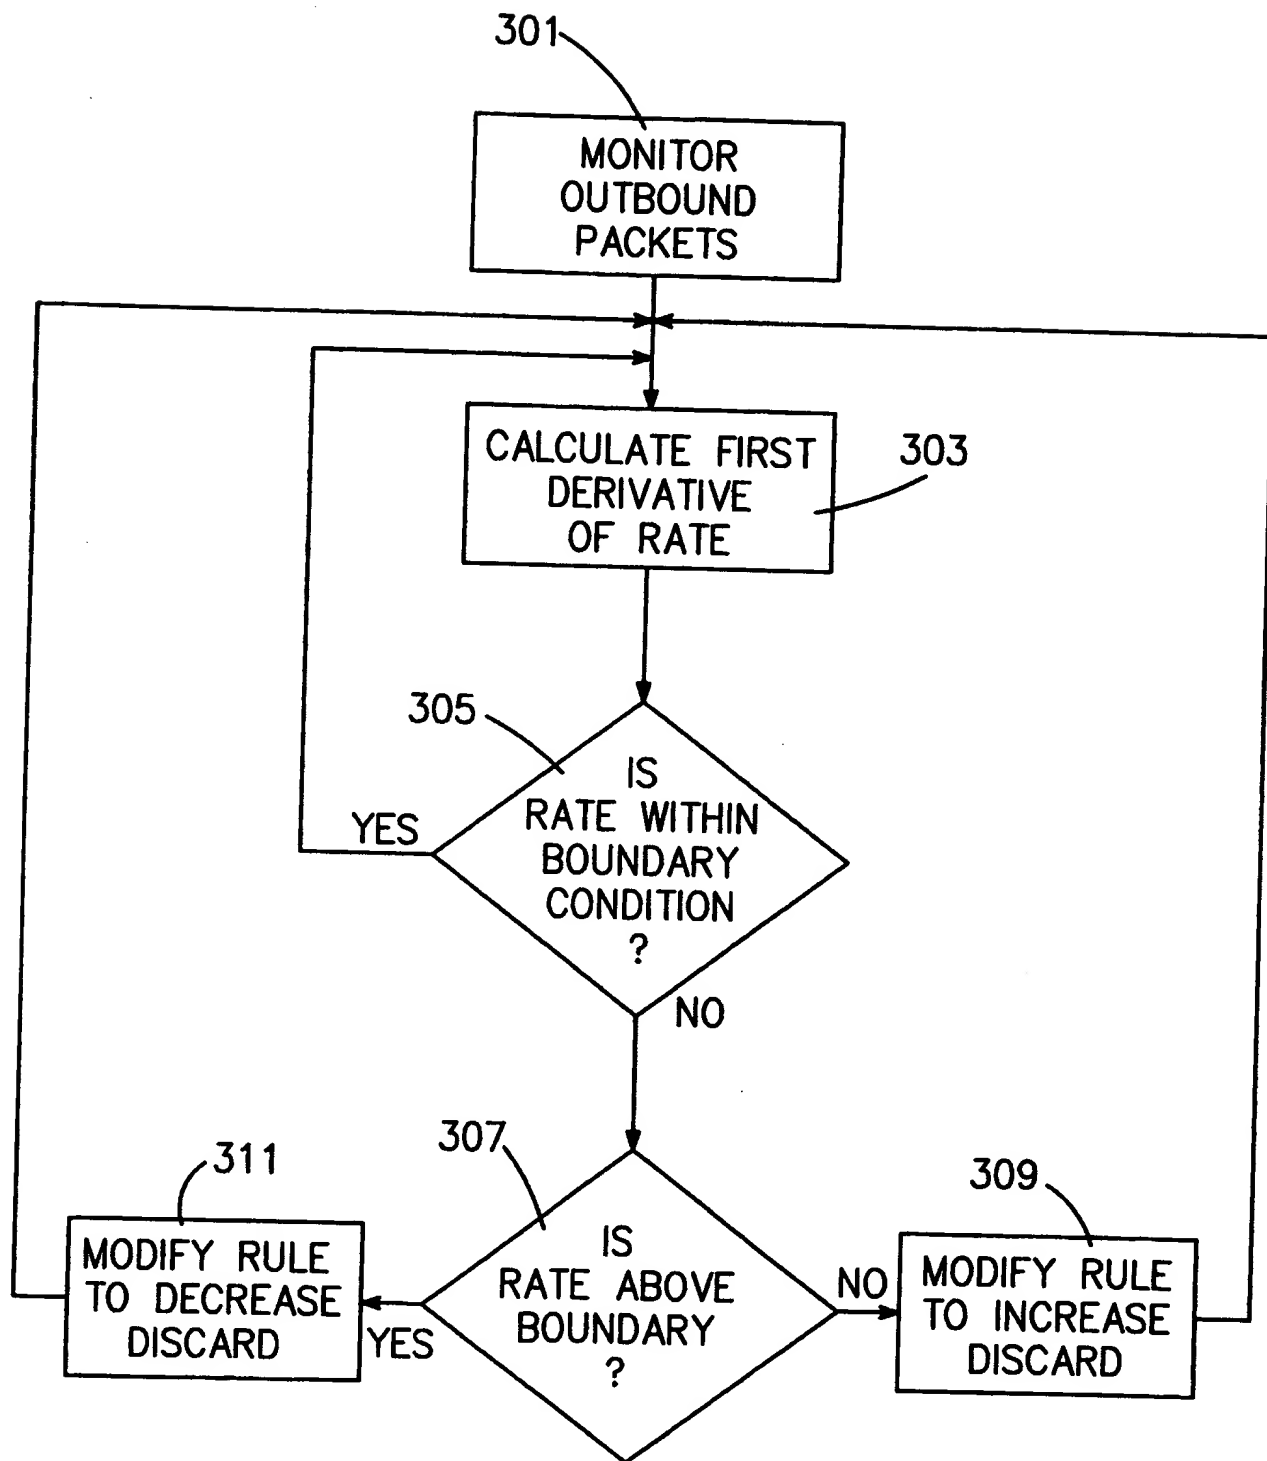 301
MONITOR
OUTBOUND
PACKETS
CALCULATE FIRST
DERIVATIVE
OF RATE
303
305
IS
RATE WITHIN
BOUNDARY
CONDITION
?
YES
NO
307
IS
RATE ABOVE
BOUNDARY
?
YES
NO
311
MODIFY RULE
TO DECREASE
DISCARD
309
MODIFY RULE
TO INCREASE
DISCARD